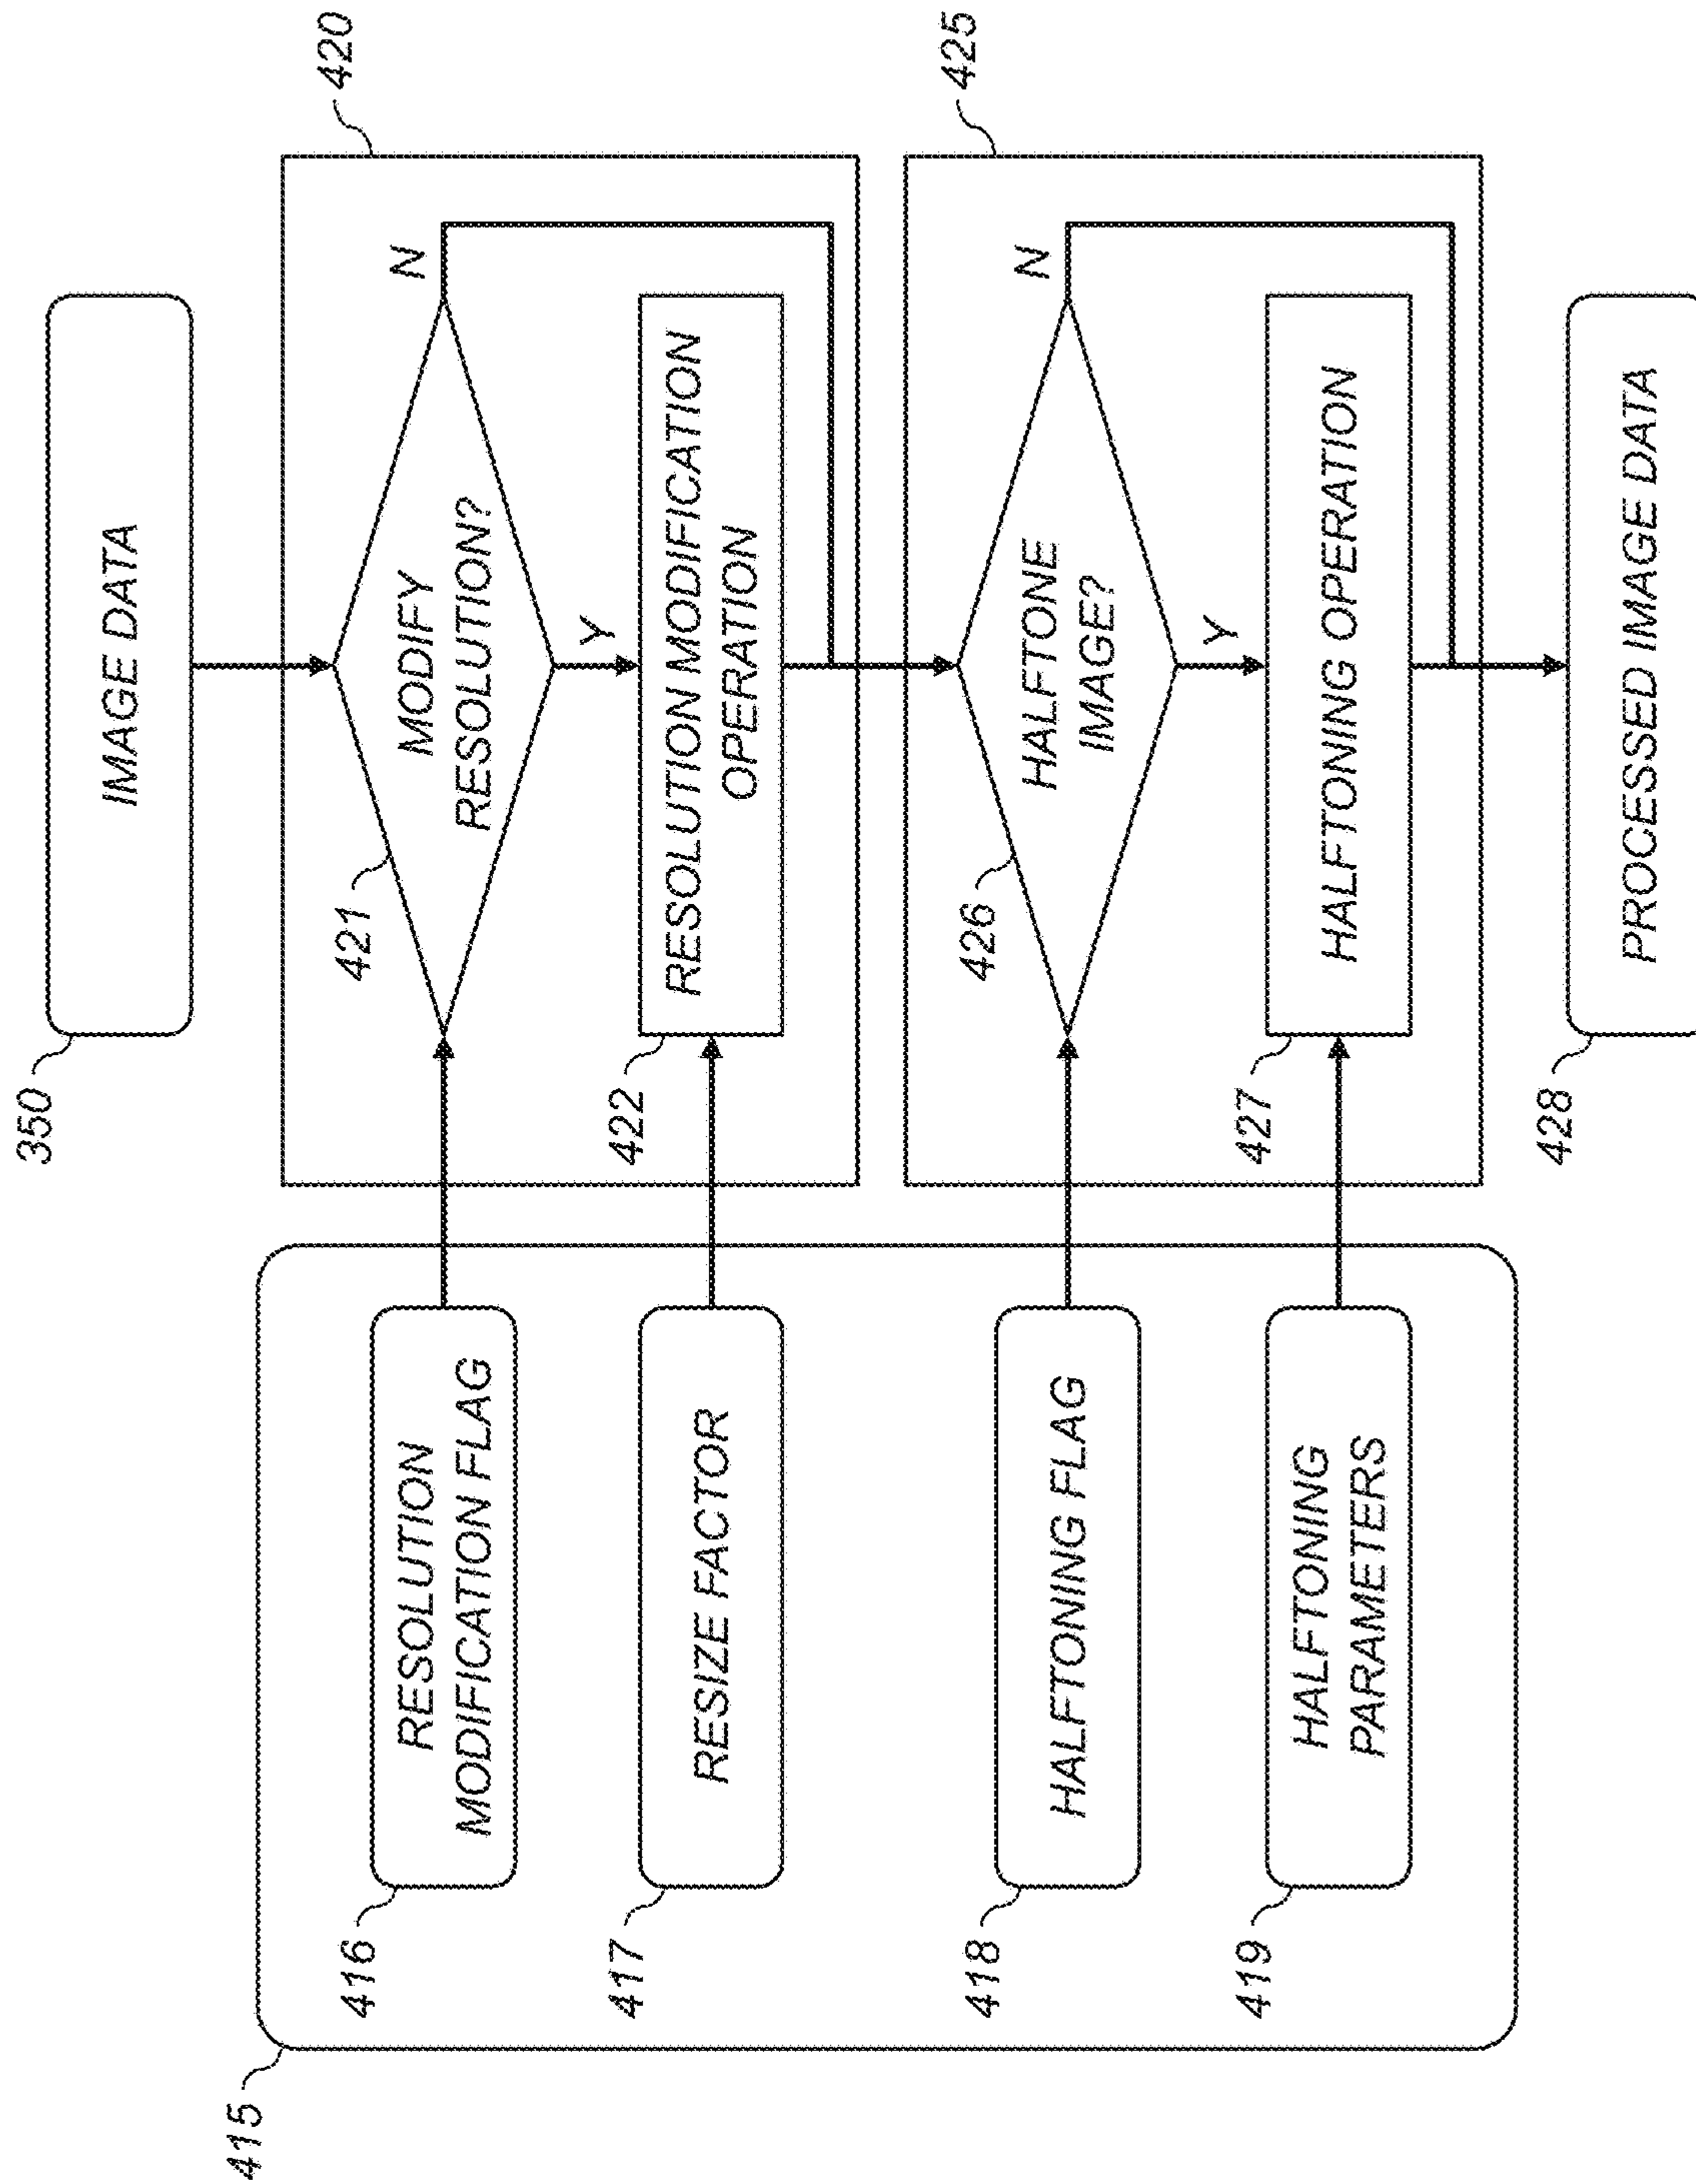 350
IMAGE DATA
420
415
416
RESOLUTION
MODIFICATION FLAG
421
MODIFY
RESOLUTION?
N
Y
417
RESIZE FACTOR
422
RESOLUTION MODIFICATION
OPERATION
425
418
HALFTONING FLAG
426
HALFTONE
IMAGE?
N
Y
419
HALFTONING
PARAMETERS
427
HALFTONING OPERATION
428
PROCESSED IMAGE DATA